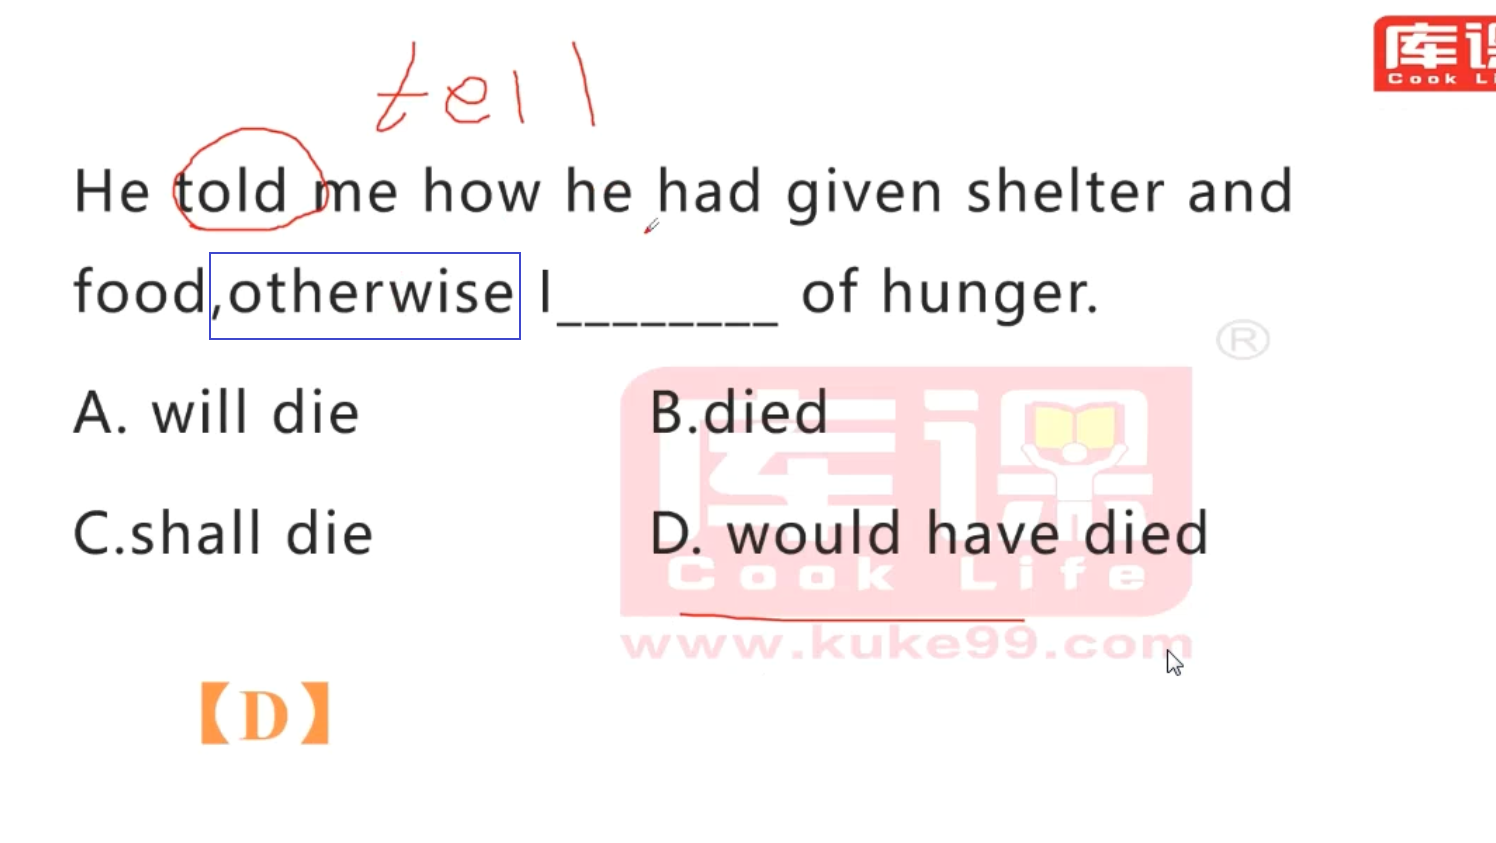 库课
Cook Li
tell
He told me how he had given shelter and
food,otherwise I________ of hunger.
®
A. will die
B.died
C.shall die
D. would have died
库课
Cook Life
www.kuke99.com
【D】